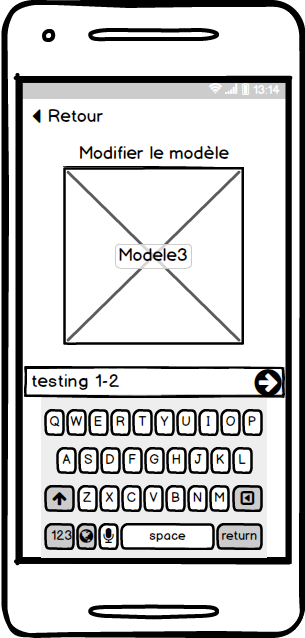 13:14
Retour
Modifier le modèle
Modele3
testing 1-2
Q W E R T Y U I O P
A S D F G H J K L
Z X C V B N M
123 space return